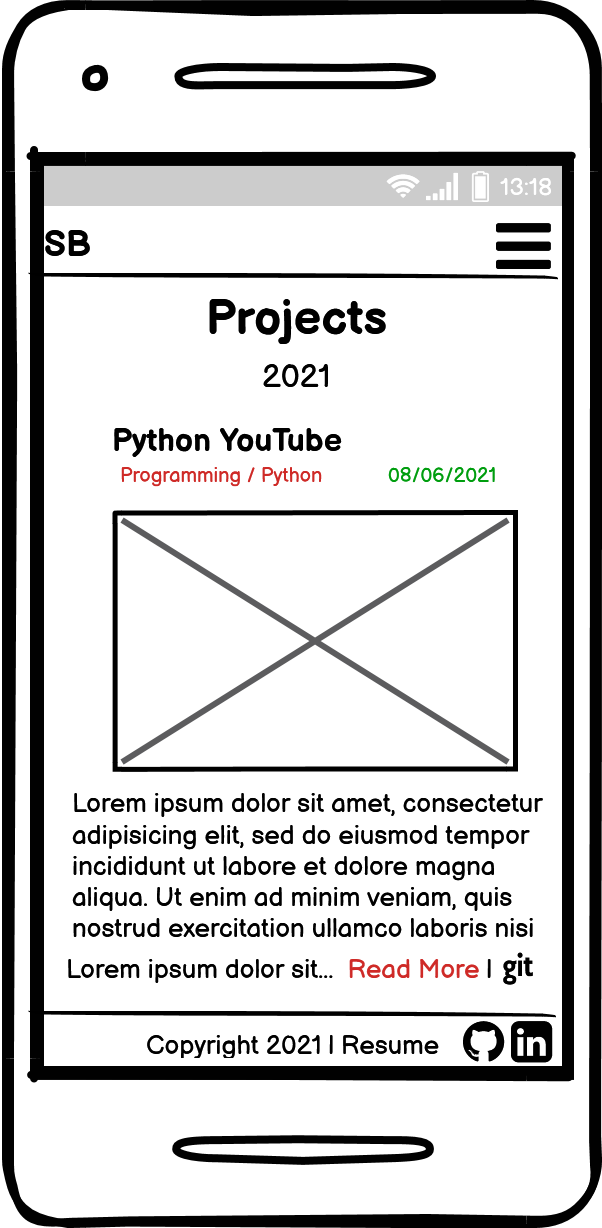 13:18
SB
Projects
2021
Python YouTube
Programming / Python 08/06/2021
Lorem ipsum dolor sit amet, consectetur
adipisicing elit, sed do eiusmod tempor
incididunt ut labore et dolore magna
aliqua. Ut enim ad minim veniam, quis
nostrud exercitation ullamco laboris nisi
Lorem ipsum dolor sit... Read More | git
Copyright 2021 | Resume in